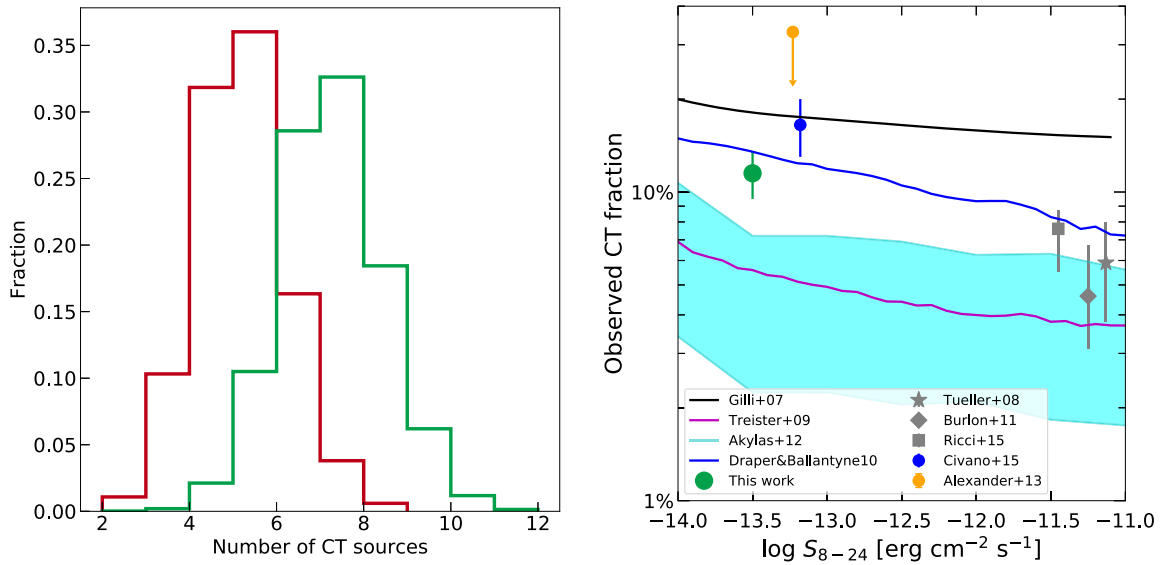 0.35
0.30
0.25
0.20
0.15
0.10
0.05
0.00
Fraction
2 4 6 8 10 12
Number of CT sources
10%
1%
Observed CT fraction
Gilli+07
Treister+09
Akylas+12
Draper&Ballantyne10
This work
Tueller+08
Burlon+11
Ricci+15
Civano+15
Alexander+13
−14.0 −13.5 −13.0 −12.5 −12.0 −11.5 −11.0
log S₈₋₂₄ [erg cm⁻² s⁻¹]